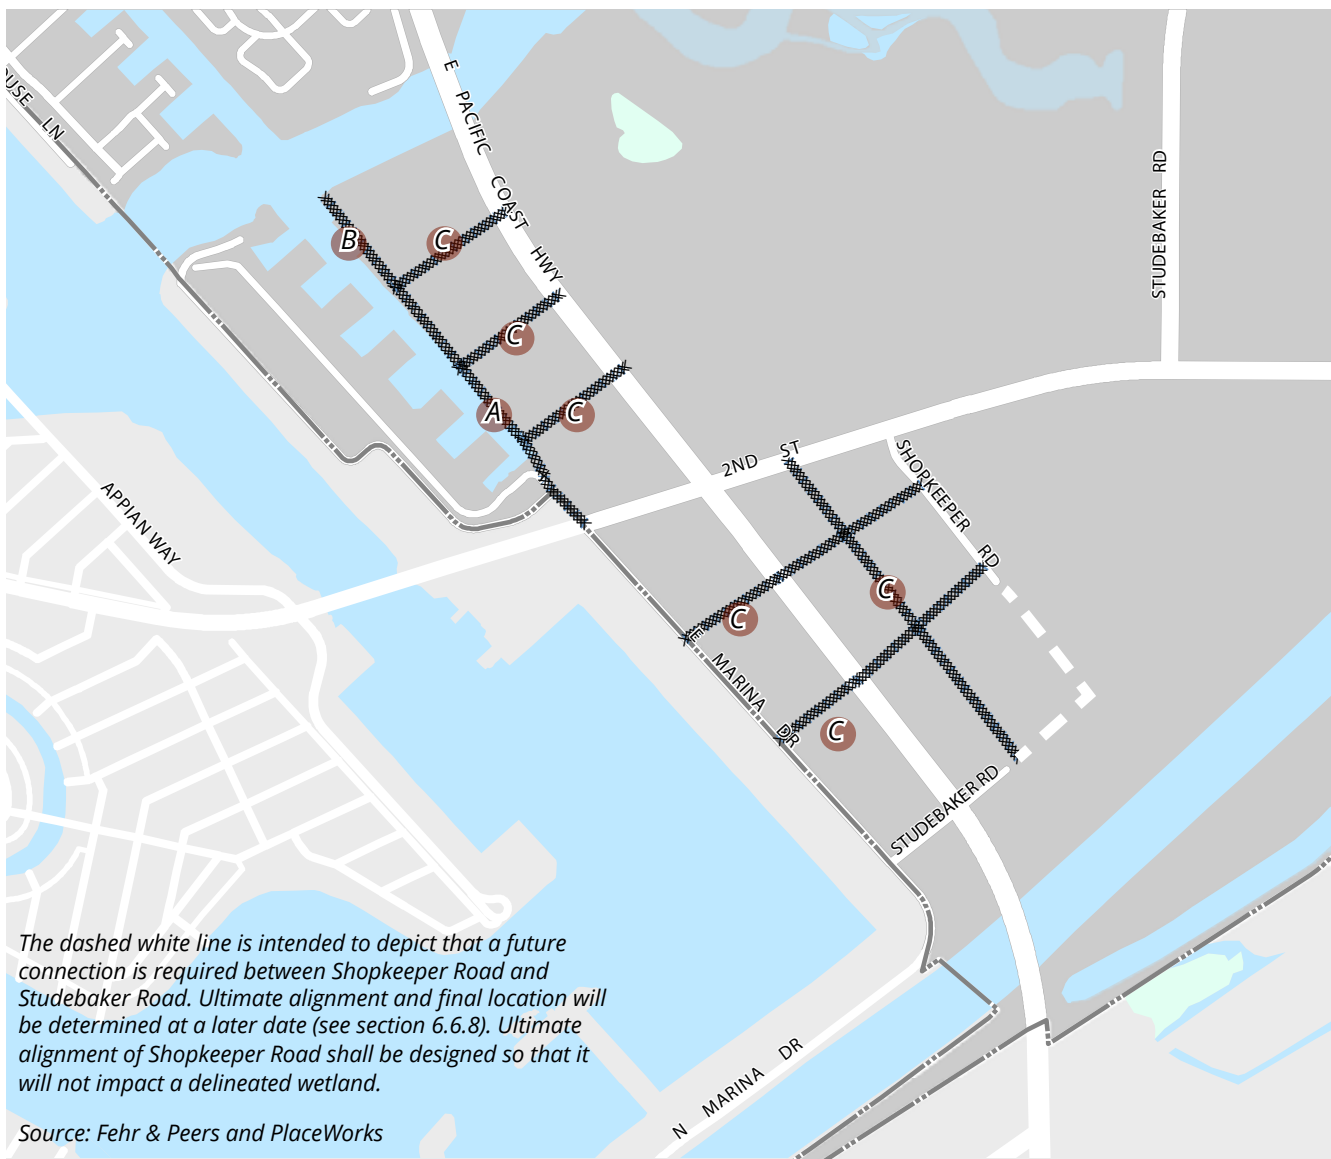 OUSE LN
E PACIFIC COAST HWY
STUDEBAKER RD
B
C
C
A
C
2ND ST
SHOPKEEPER RD
APPIAN WAY
C
C
E MARINA DR
C
STUDEBAKER RD
The dashed white line is intended to depict that a future
connection is required between Shopkeeper Road and
Studebaker Road. Ultimate alignment and final location will
be determined at a later date (see section 6.6.8). Ultimate
alignment of Shopkeeper Road shall be designed so that it
will not impact a delineated wetland.
N MARINA DR
Source: Fehr & Peers and PlaceWorks